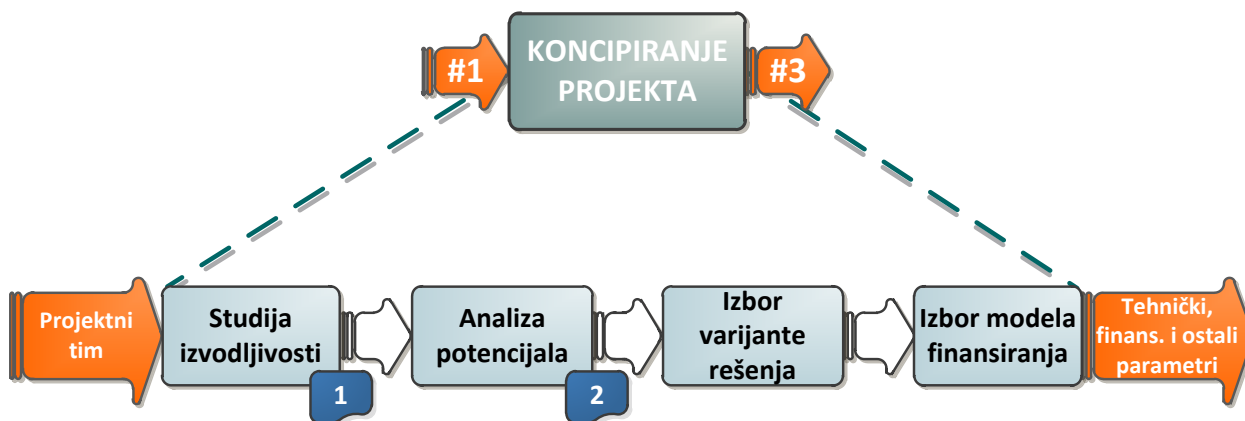 #1
KONCIPIRANJE
PROJEKTA
#3
Projektni
tim
Studija
izvodljivosti
1
Analiza
potencijala
2
Izbor
varijante
rešenja
Izbor modela
finansiranja
Tehnički,
finans. i ostali
parametri